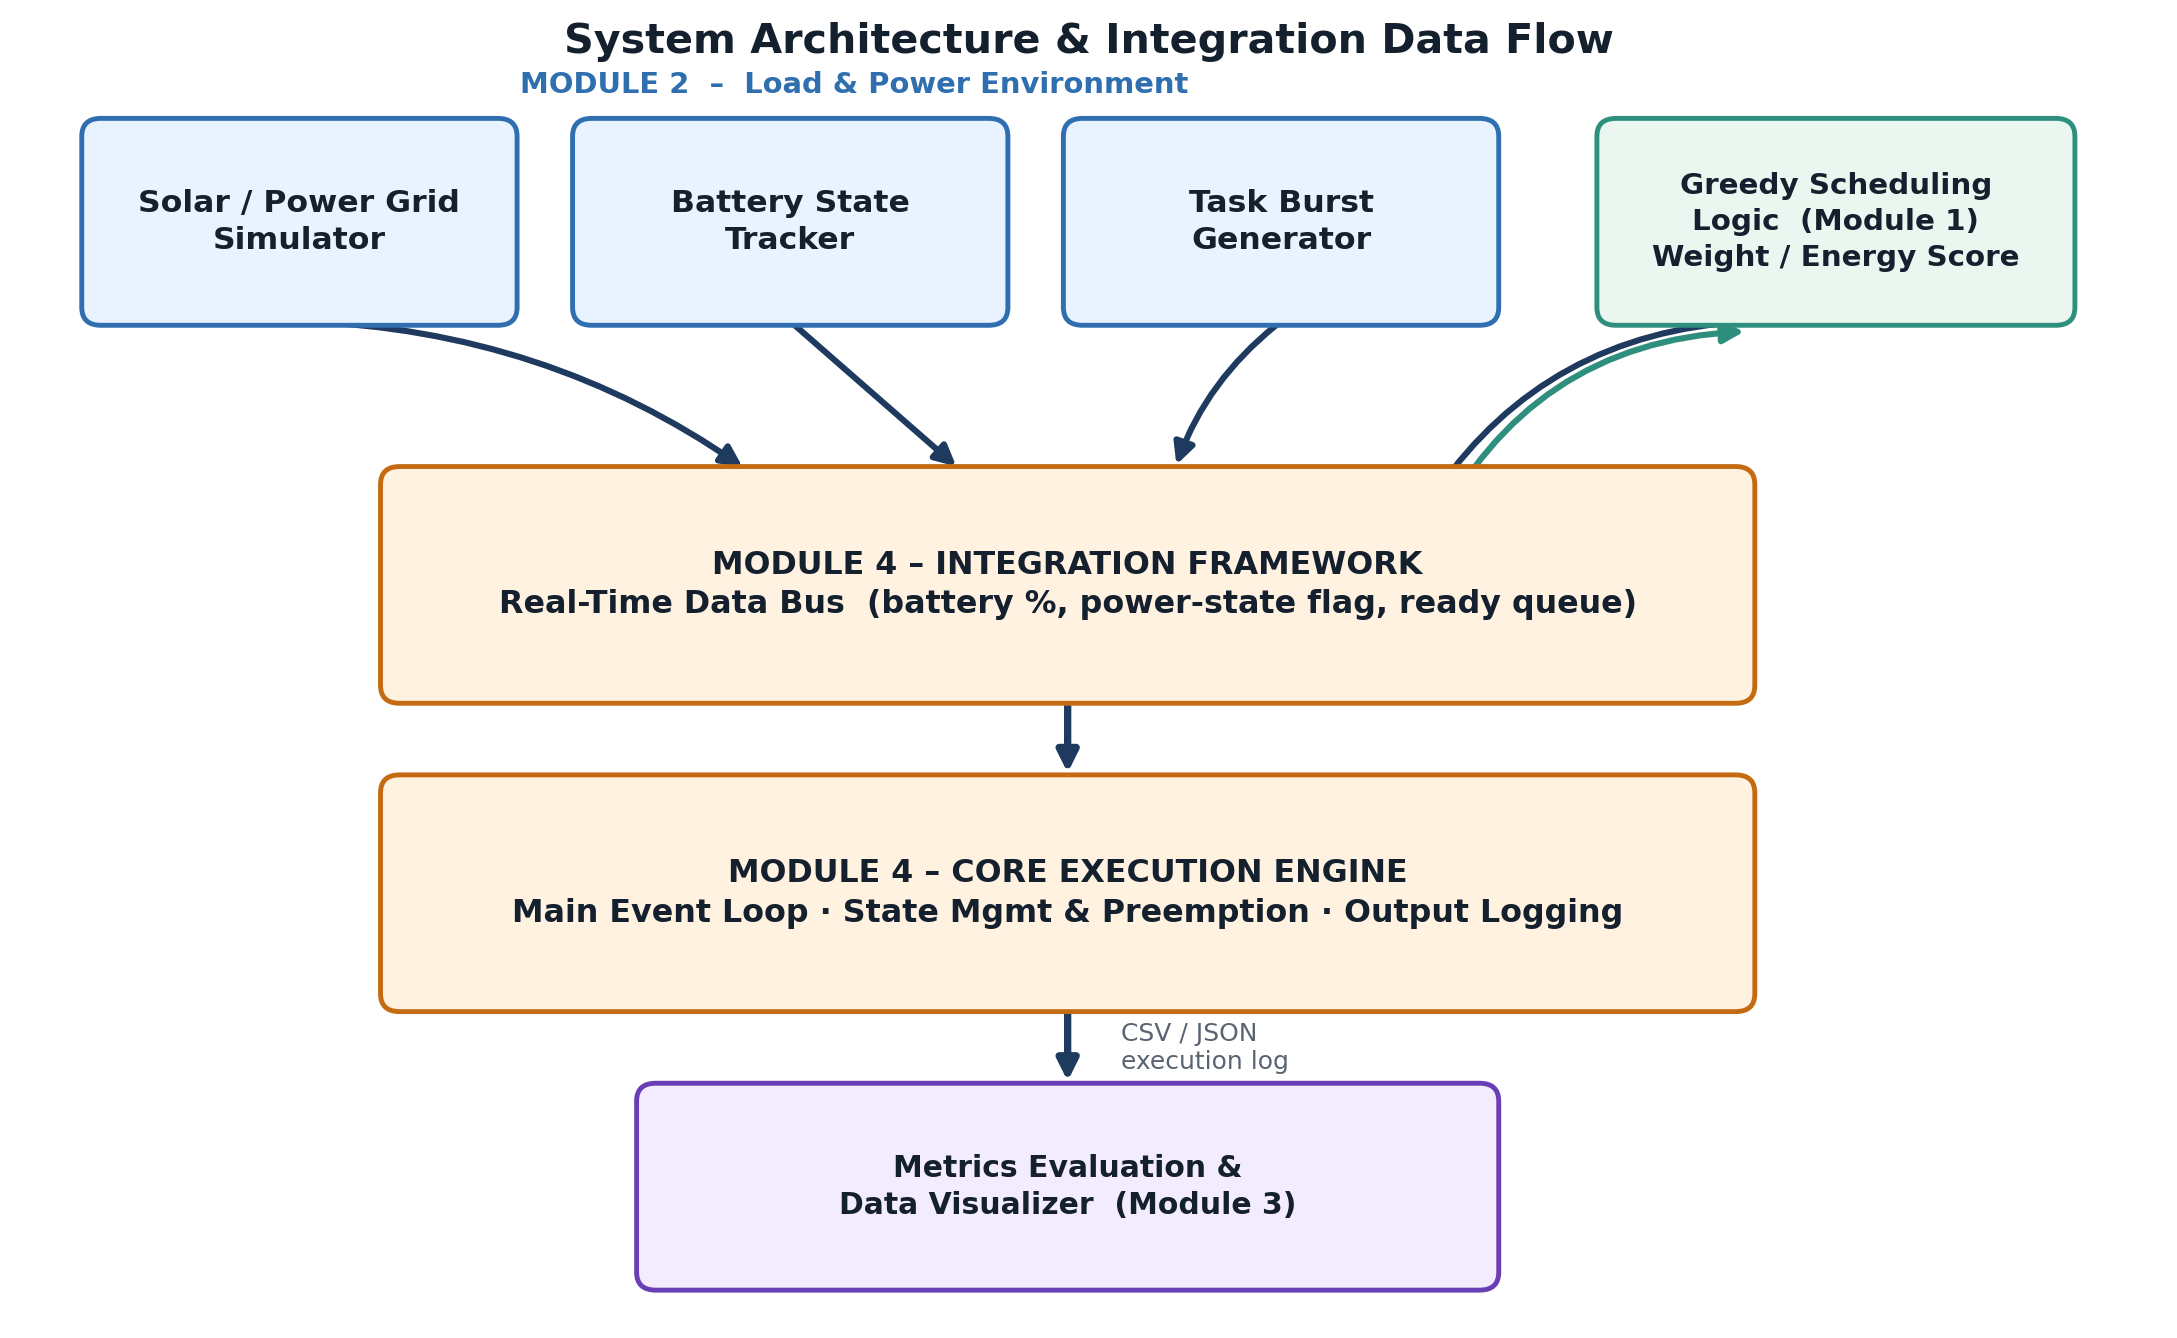 System Architecture & Integration Data Flow
MODULE 2 – Load & Power Environment
Solar / Power Grid
Simulator
Battery State
Tracker
Task Burst
Generator
Greedy Scheduling
Logic (Module 1)
Weight / Energy Score
MODULE 4 – INTEGRATION FRAMEWORK
Real-Time Data Bus (battery %, power-state flag, ready queue)
MODULE 4 – CORE EXECUTION ENGINE
Main Event Loop · State Mgmt & Preemption · Output Logging
CSV / JSON
execution log
Metrics Evaluation &
Data Visualizer (Module 3)